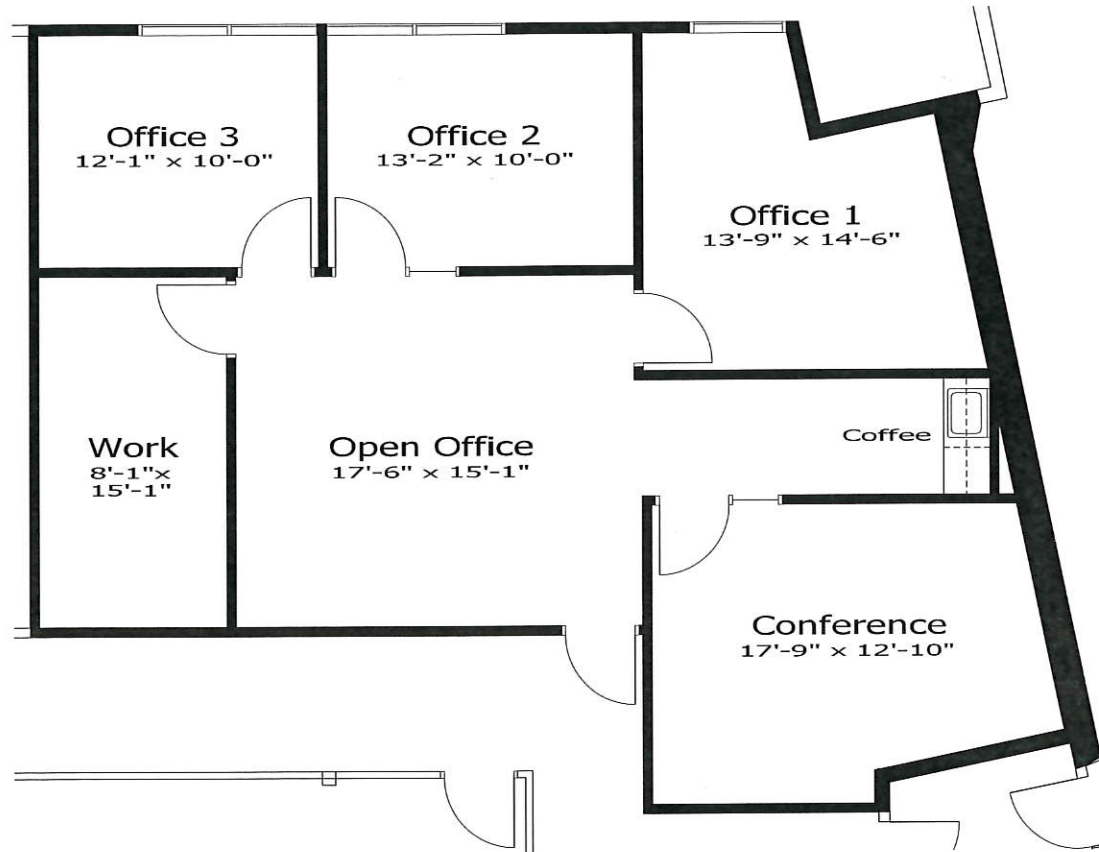 Office 3
12'-1" x 10'-0"
Office 2
13'-2" x 10'-0"
Office 1
13'-9" x 14'-6"
Work
8'-1"x
15'-1"
Open Office
17'-6" x 15'-1"
Coffee
Conference
17'-9" x 12'-10"